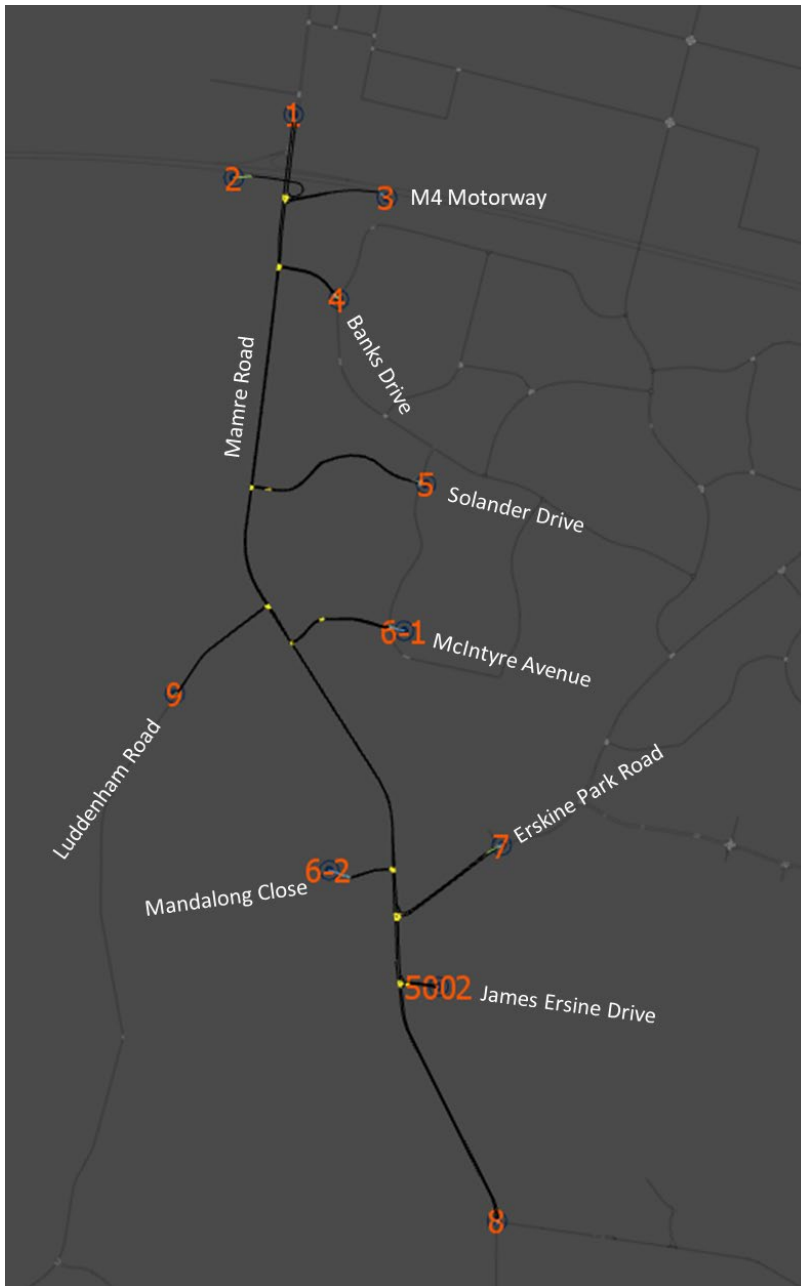 1
2
3
M4 Motorway
4
Banks Drive
Mamre Road
5
Solander Drive
6-1
McIntyre Avenue
9
Luddenham Road
7
Erskine Park Road
6-2
Mandalong Close
5002
James Ersine Drive
8